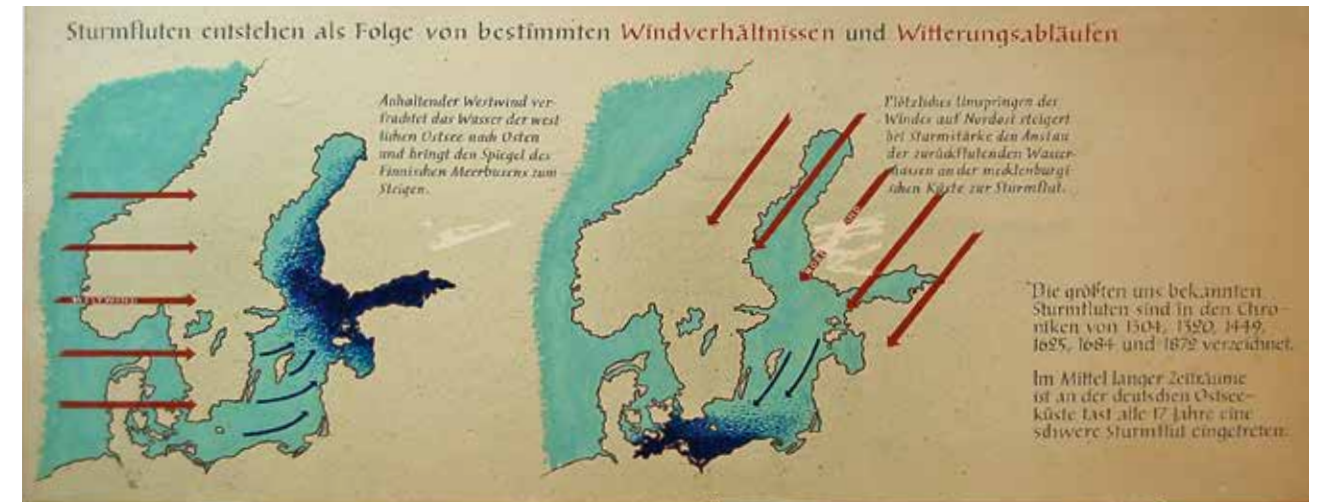 Sturmfluten entstehen als Folge von bestimmten Windverhältnissen und Witterungsabläufen
Anhaltender Westwind ver-
frachtet das Wasser der west
lichen Ostsee nach Osten
und bringt den Spiegel des
Finnischen Meerbusens zum
Steigen.
WESTWIND
Plötzliches Umspringen des
Windes auf Nordost steigert
bei Sturmstärke den Anstau
der zurückflutenden Wasser-
massen an der mecklenburgi
schen Küste zur Sturmflut.
Die größten uns bekannten
Sturmfluten sind in den Chro-
niken von 1304, 1320, 1449,
1625, 1684 und 1872 verzeichnet.
Im Mittel langer Zeiträume
ist an der deutschen Ostsee-
küste fast alle 17 Jahre eine
schwere Sturmflut eingetreten.